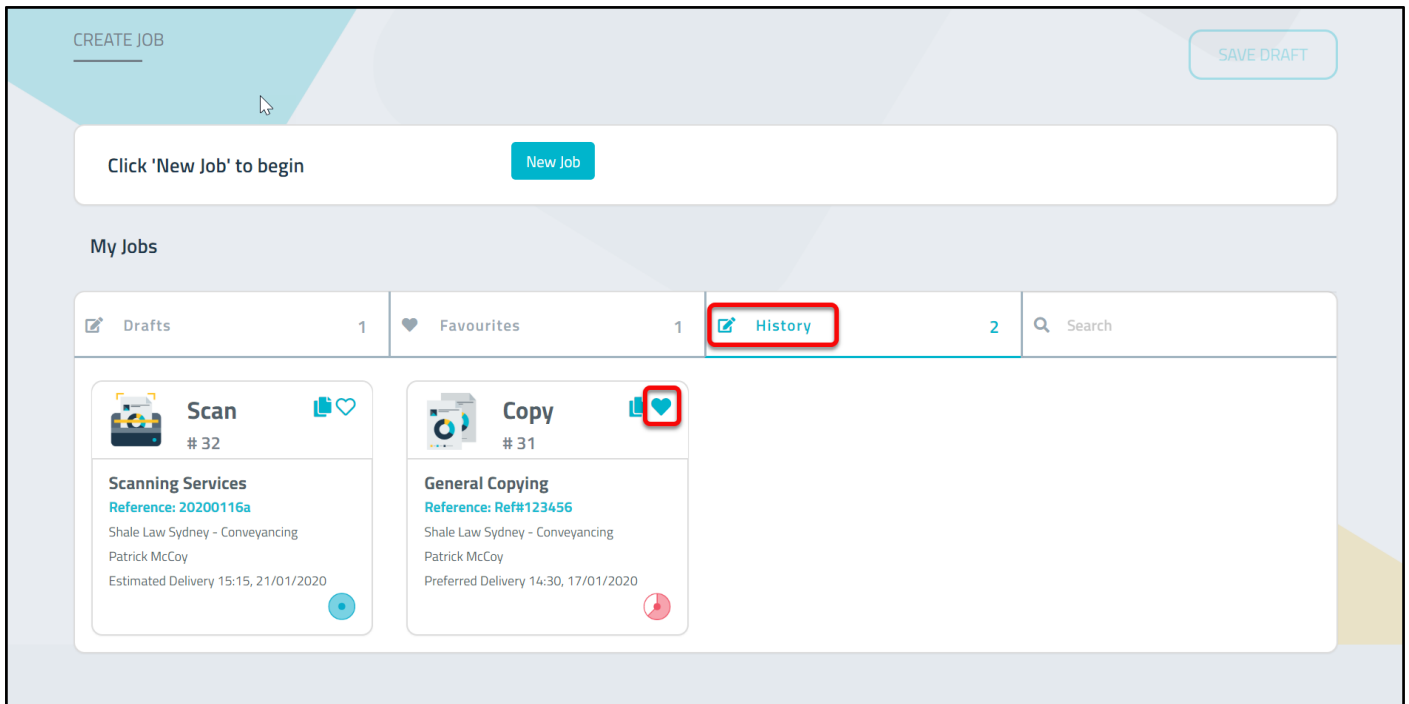 CREATE JOB
SAVE DRAFT
Click 'New Job' to begin
New Job
My Jobs
Drafts 1
Favourites 1
History 2
Search
Scan
# 32
Scanning Services
Reference: 20200116a
Shale Law Sydney - Conveyancing
Patrick McCoy
Estimated Delivery 15:15, 21/01/2020
Copy
# 31
General Copying
Reference: Ref#123456
Shale Law Sydney - Conveyancing
Patrick McCoy
Preferred Delivery 14:30, 17/01/2020